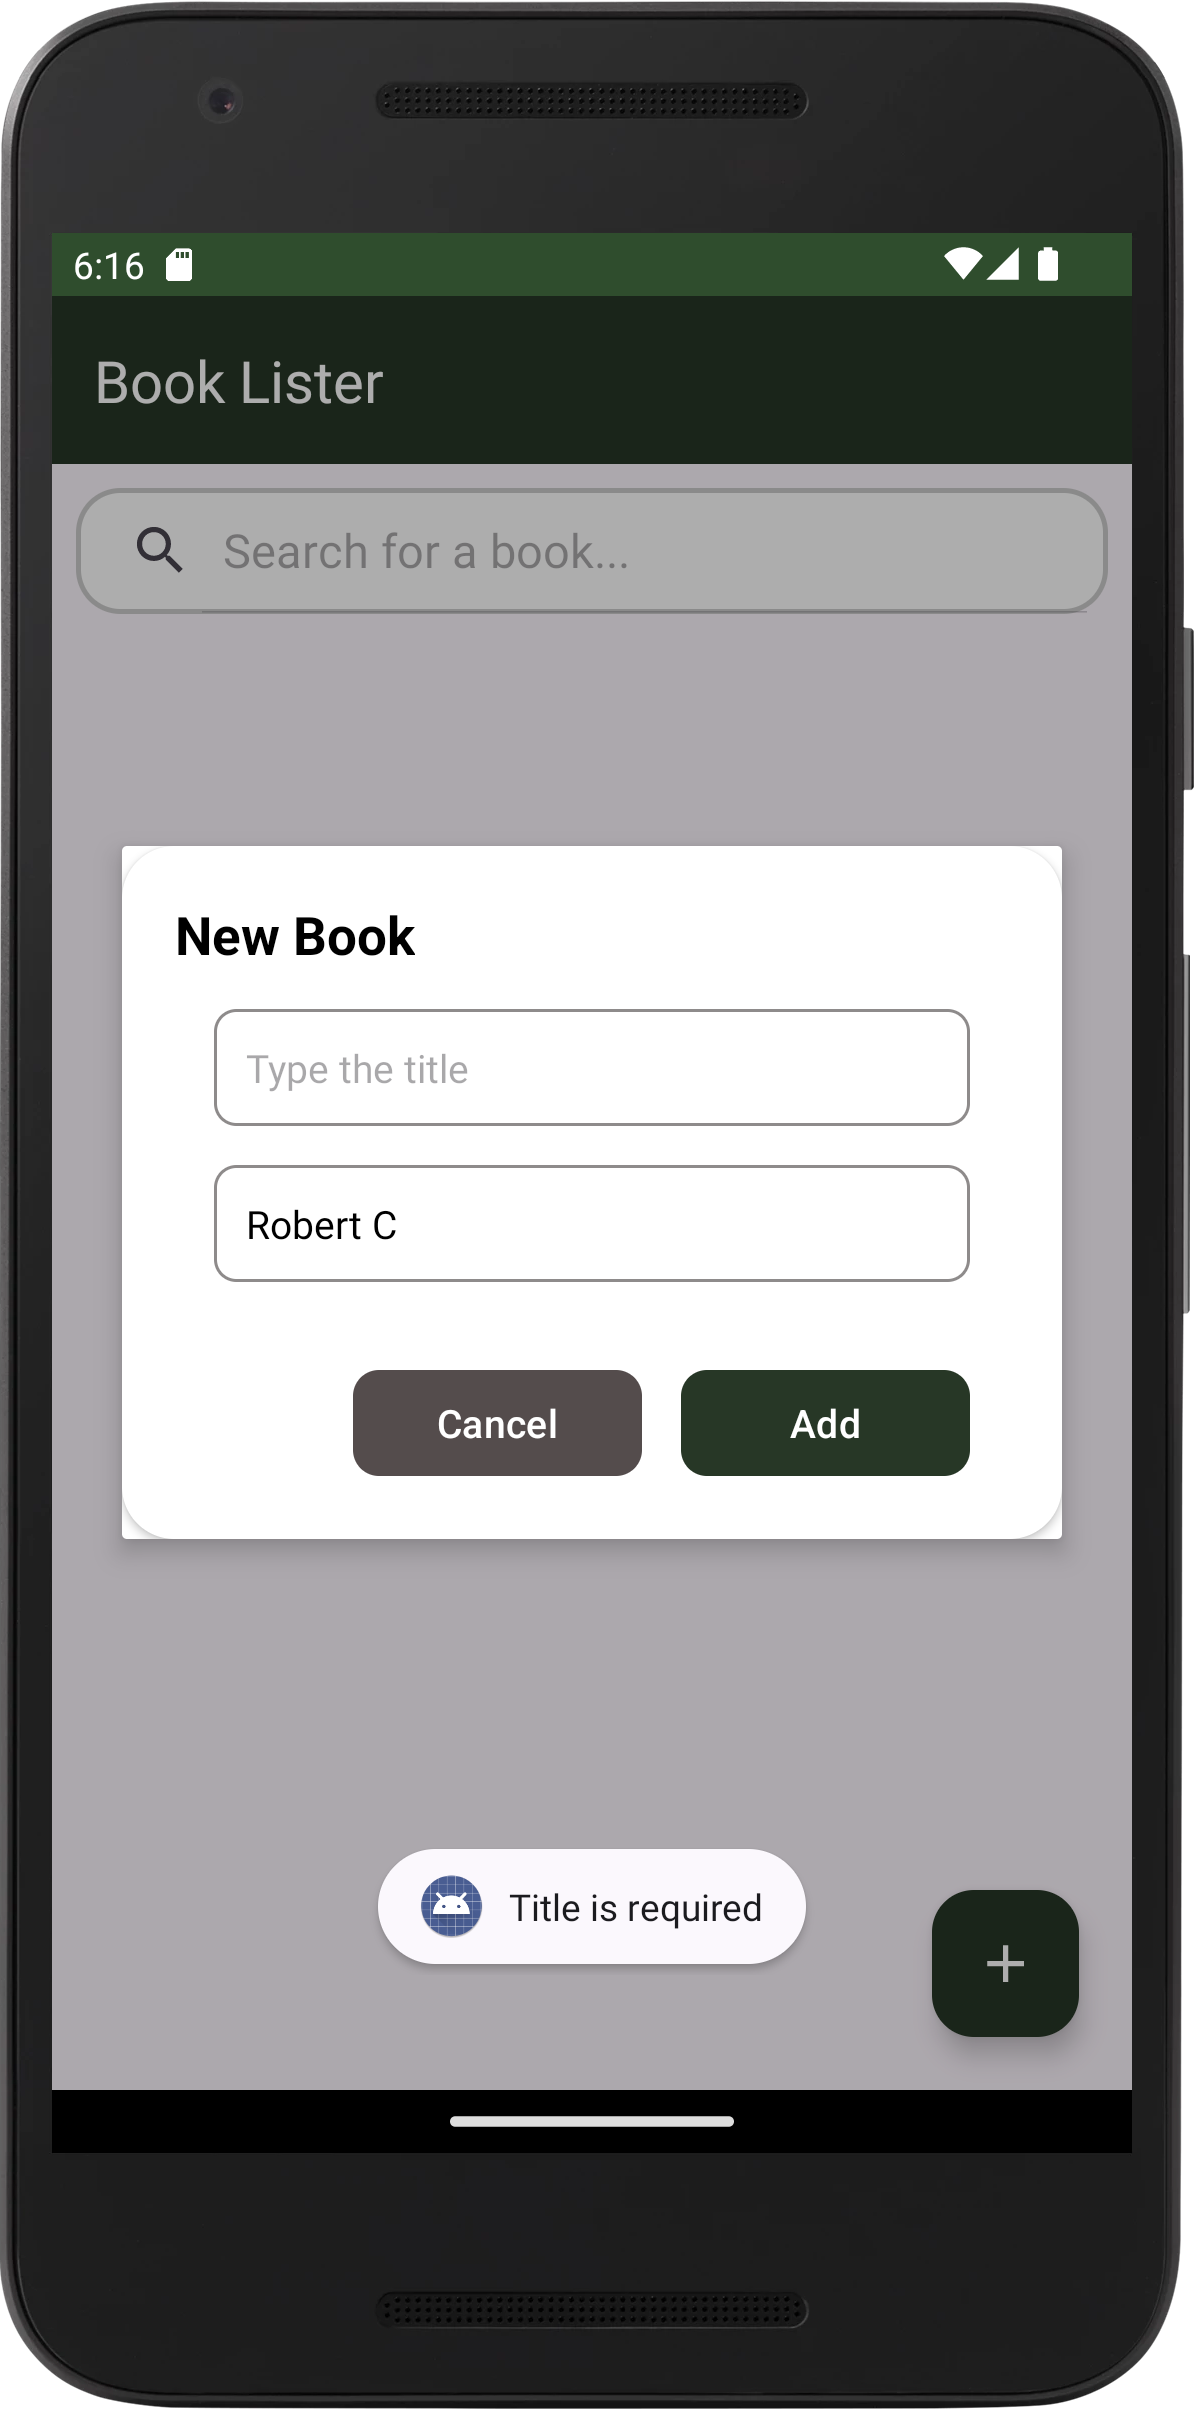 6:16
Book Lister
Search for a book...
New Book
Type the title
Robert C
Cancel
Add
Title is required